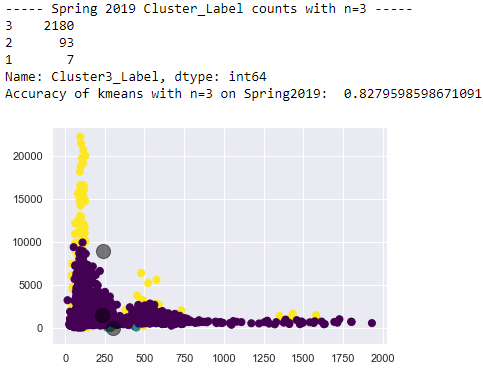 ----- Spring 2019 Cluster_Label counts with n=3 -----
3    2180
2      93
1       7
Name: Cluster3_Label, dtype: int64
Accuracy of kmeans with n=3 on Spring2019:  0.8279598598671091
20000
15000
10000
5000
0
0 250 500 750 1000 1250 1500 1750 2000